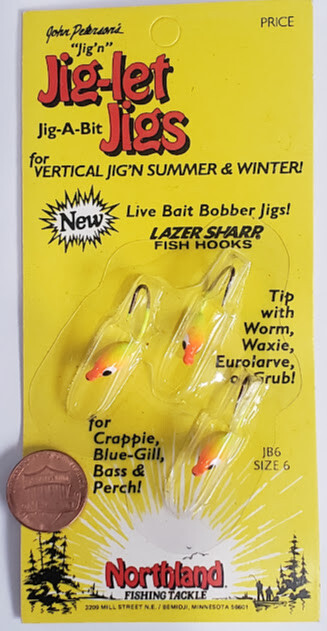 John Peterson's
PRICE
"Jig'n"
Jig-let
Jig-A-Bit Jigs
for
VERTICAL JIG'N SUMMER & WINTER!
New
Live Bait Bobber Jigs!
LAZER SHARP
FISH HOOKS
Tip
with
Worm,
Waxie,
Eurolarve,
Grub!
for
Crappie,
Blue-Gill,
Bass &
Perch!
JB6
SIZE 6
Northland
FISHING TACKLE
MILL STREET N.E. / BEMIDJI, MINNESOTA 56601